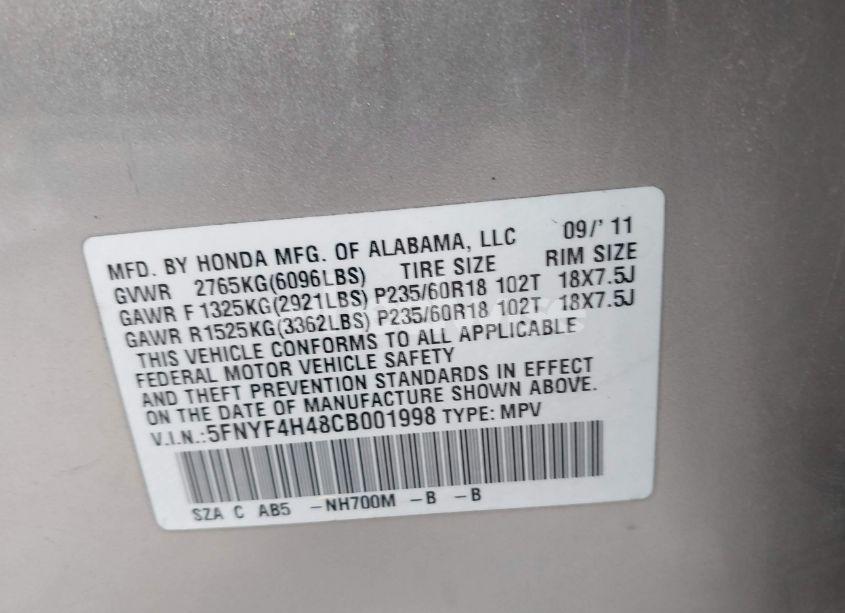 MFD. BY HONDA MFG. OF ALABAMA, LLC 09/' 11
GVWR 2765KG(6096LBS) TIRE SIZE RIM SIZE
GAWR F 1325KG(2921LBS) P235/60R18 102T 18X7.5J
GAWR R1525KG(3362LBS) P235/60R18 102T 18X7.5J
THIS VEHICLE CONFORMS TO ALL APPLICABLE
FEDERAL MOTOR VEHICLE SAFETY
AND THEFT PREVENTION STANDARDS IN EFFECT
ON THE DATE OF MANUFACTURE SHOWN ABOVE.
V.I.N.:5FNYF4H48CB001998 TYPE: MPV
SZA C AB5 -NH700M -B -B